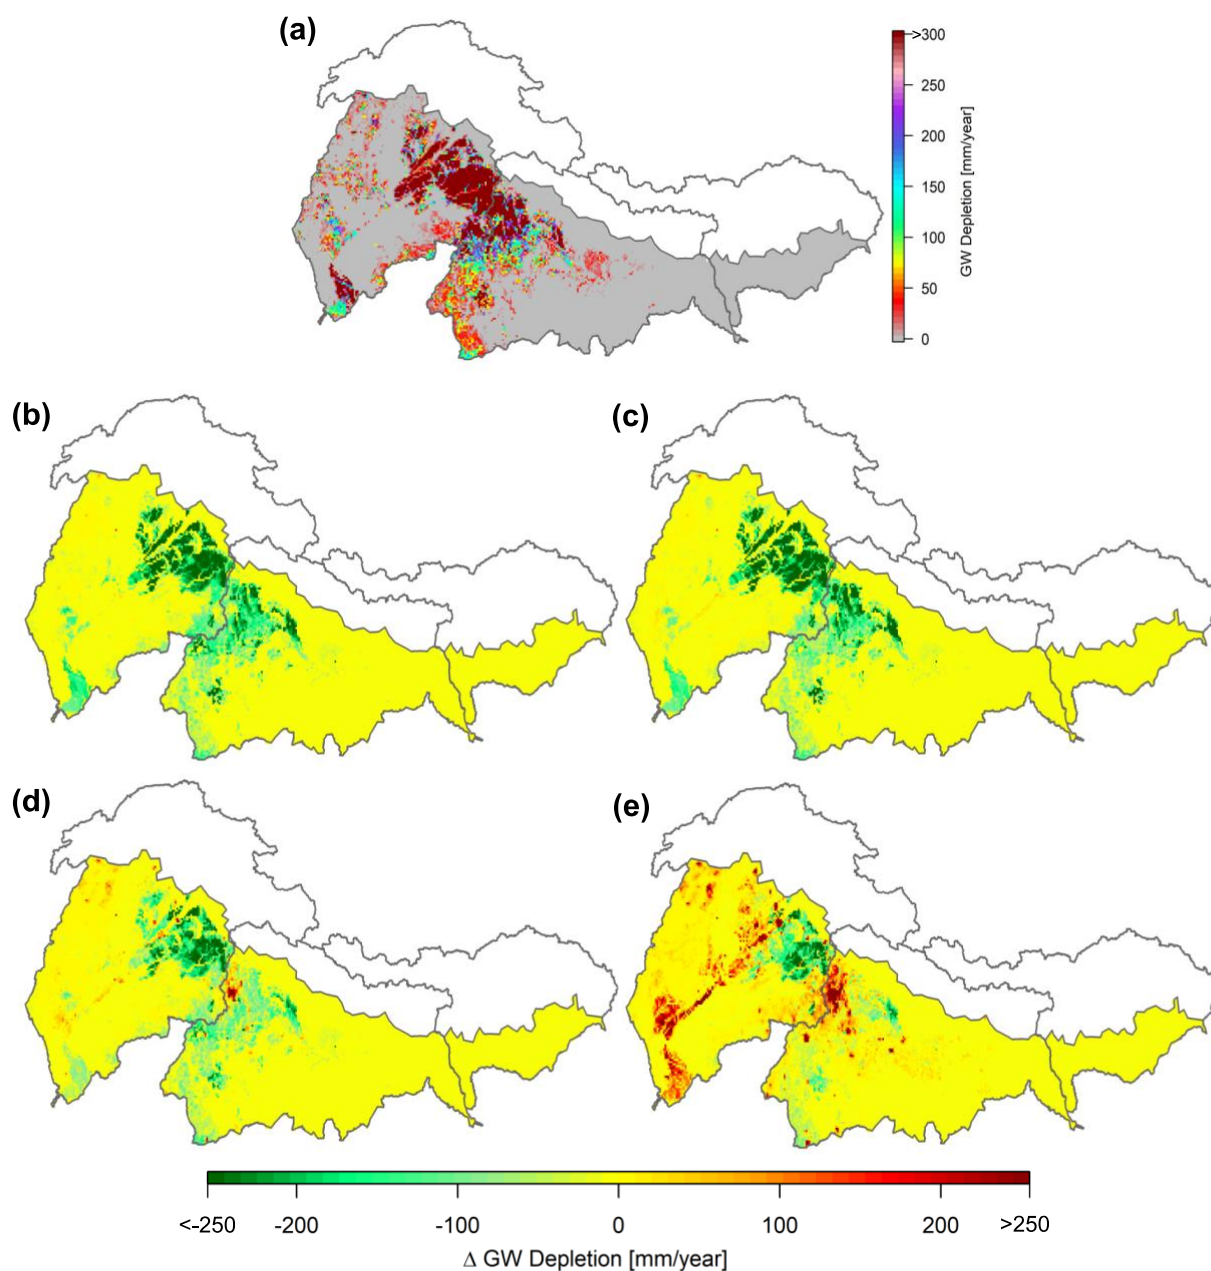 (a)
>300
250
200
150
100
50
0
GW Depletion [mm/year]
(b)
(c)
(d)
(e)
<-250
-200
-100
0
100
200
>250
Δ GW Depletion [mm/year]